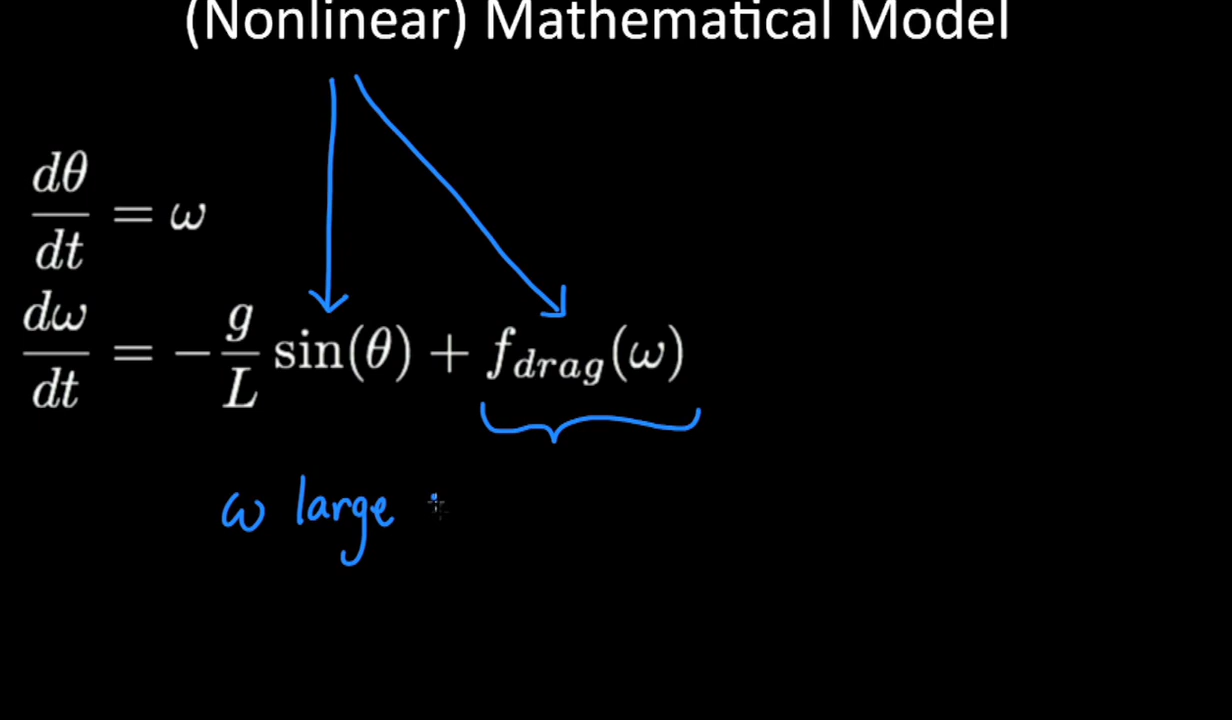 (Nonlinear) Mathematical Model
dθ/dt = ω
dω/dt = −g/L sin(θ) + f_drag(ω)
ω large